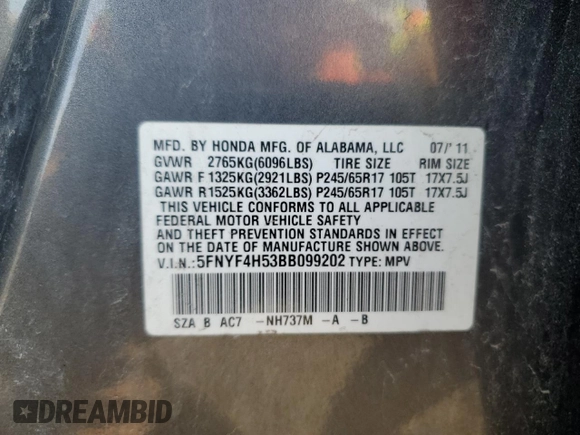 MFD. BY HONDA MFG. OF ALABAMA, LLC 07/'11
GVWR 2765KG(6096LBS) TIRE SIZE RIM SIZE
GAWR F 1325KG(2921LBS) P245/65R17 105T 17X7.5J
GAWR R1525KG(3362LBS) P245/65R17 105T 17X7.5J
THIS VEHICLE CONFORMS TO ALL APPLICABLE
FEDERAL MOTOR VEHICLE SAFETY
AND THEFT PREVENTION STANDARDS IN EFFECT
ON THE DATE OF MANUFACTURE SHOWN ABOVE.
V.I.N.:5FNYF4H53BB099202 TYPE: MPV
SZA B AC7 -NH737M -A -B
DREAMBID